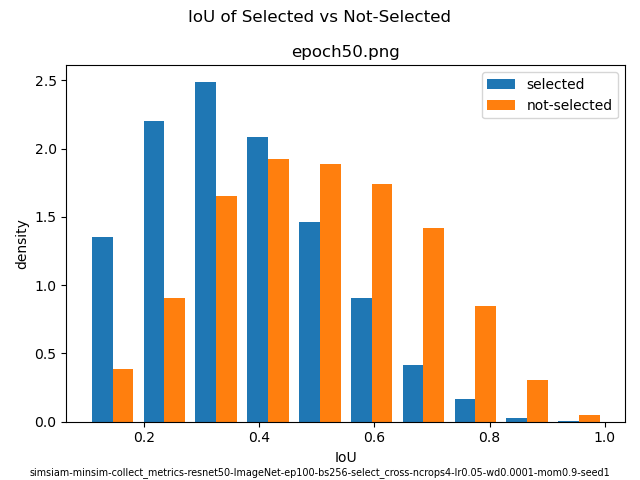 IoU of Selected vs Not-Selected
epoch50.png
selected
not-selected
2.5
2.0
1.5
1.0
0.5
0.0
density
0.2
0.4
0.6
0.8
1.0
IoU
simsiam-minsim-collect_metrics-resnet50-ImageNet-ep100-bs256-select_cross-ncrops4-lr0.05-wd0.0001-mom0.9-seed1